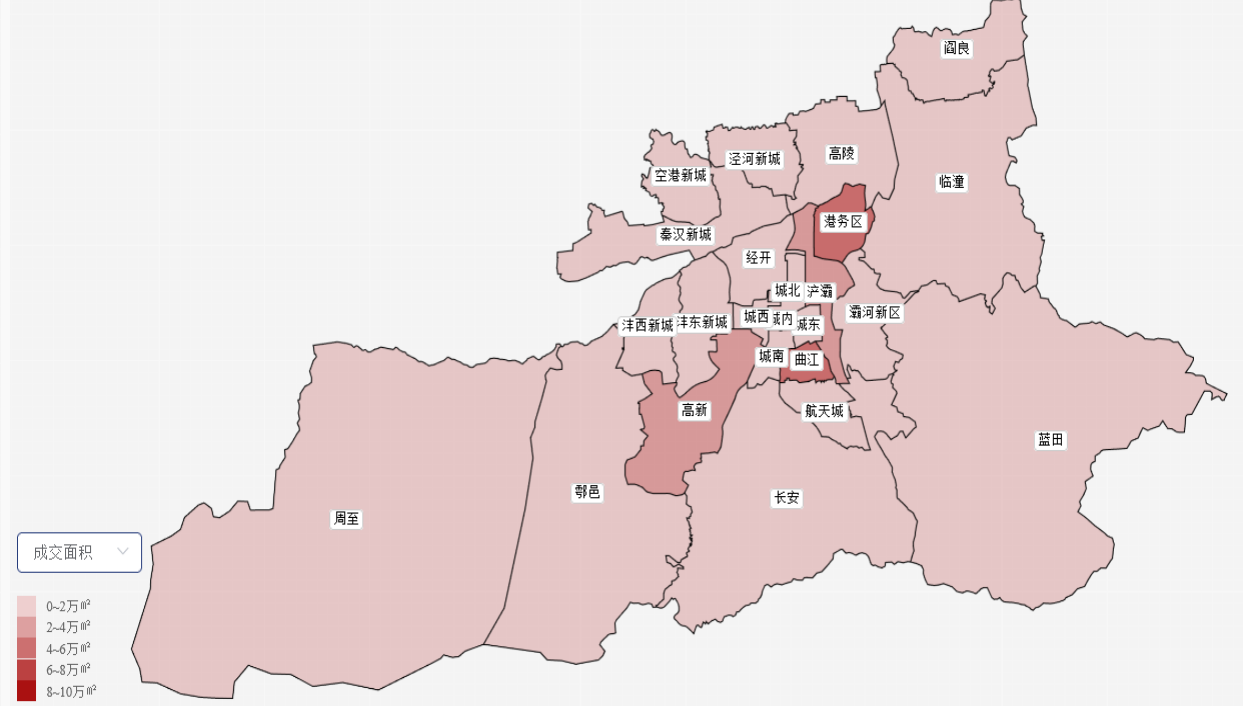 阎良
高陵
泾河新城
空港新城
临潼
港务区
秦汉新城
经开
城北
浐灞
灞河新区
城西
城内
城东
沣西新城
沣东新城
城南
曲江
高新
航天城
蓝田
鄠邑
长安
周至
成交面积
0~2万㎡
2~4万㎡
4~6万㎡
6~8万㎡
8~10万㎡